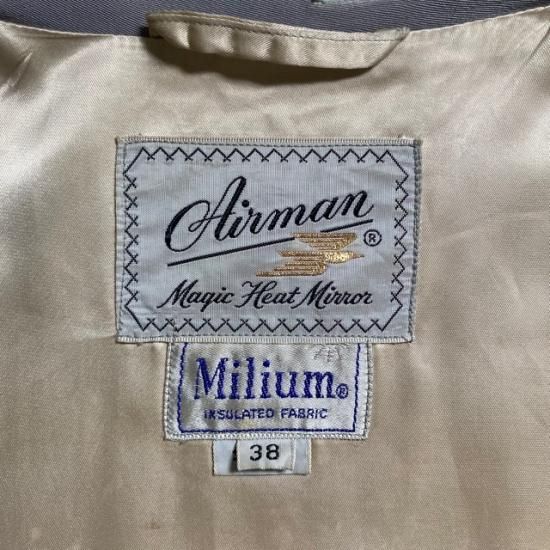 Airman®
Magic Heat Mirror
Milium®
INSULATED FABRIC
38